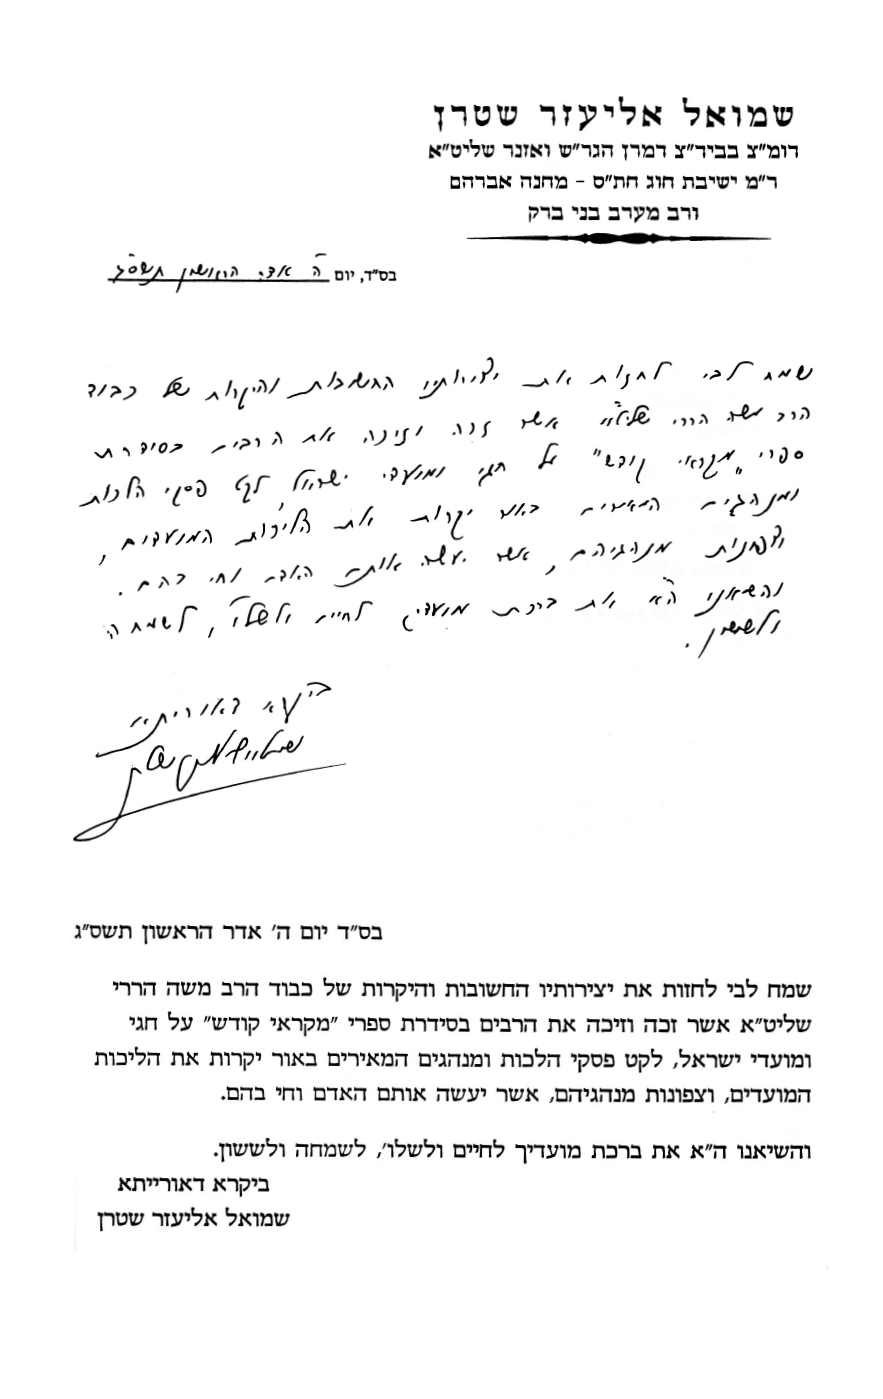 שמואל אליעזר שטרן
דומ״צ בביד״צ דמרן הגר״ש ואזנר שליט״א
ר״מ ישיבת חוג חת״ס - מחנה אברהם
ורב מערב בני ברק
בס״ד, יום ה׳ אדר הראשון תשס״ג
שמח לבי לחזות את יצירותיו החשובות והיקרות של כבוד
הרב משה הררי שליט״א אשר זכה וזיכה את הרבים בסידרת
ספרי ״מקראי קודש״ על חגי ומועדי ישראל, לקט פסקי הלכות
ומנהגים המאירים באור יקרות את הליכות המועדים,
וצפונות מנהגיהם, אשר יעשה אותם האדם וחי בהם.
והשיאנו ה״א את ברכת מועדיך לחיים ולשלו׳, לשמחה
ולששון.
ביקרא דאורייתא
שמואל אליעזר שטרן
בס״ד יום ה׳ אדר הראשון תשס״ג
שמח לבי לחזות את יצירותיו החשובות והיקרות של כבוד הרב משה הררי
שליט״א אשר זכה וזיכה את הרבים בסידרת ספרי ״מקראי קודש״ על חגי
ומועדי ישראל, לקט פסקי הלכות ומנהגים המאירים באור יקרות את הליכות
המועדים, וצפונות מנהגיהם, אשר יעשה אותם האדם וחי בהם.
והשיאנו ה״א את ברכת מועדיך לחיים ולשלו׳, לשמחה ולששון.
ביקרא דאורייתא
שמואל אליעזר שטרן